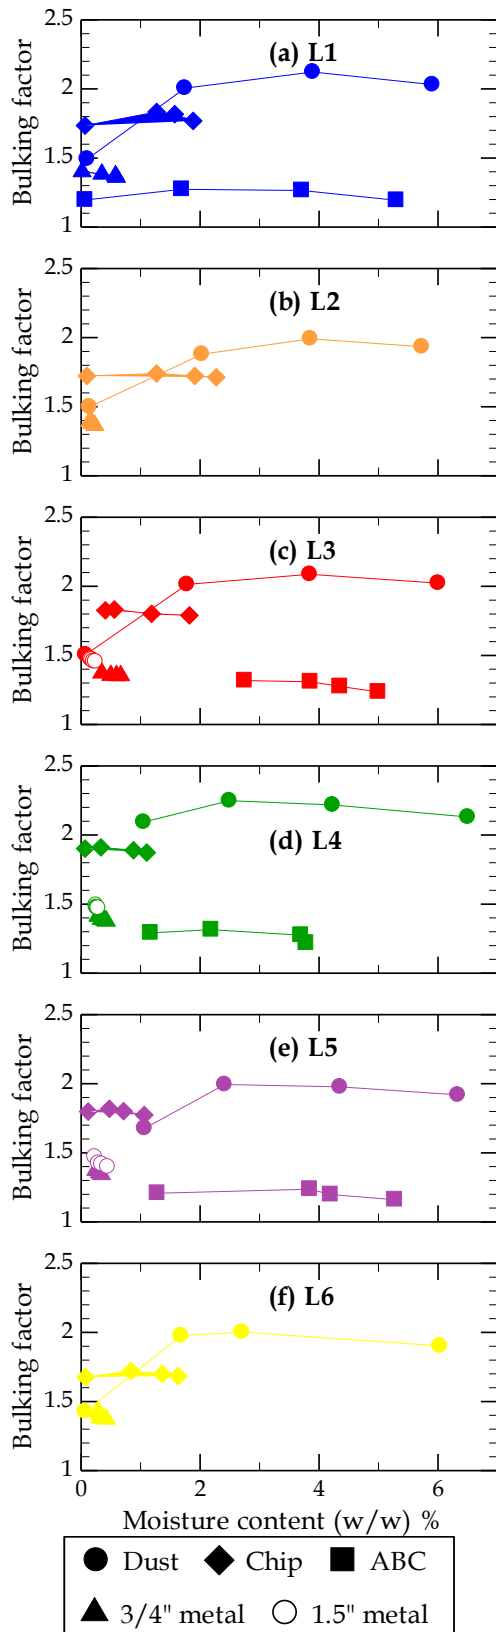 2.5
(a) L1
2
Bulking factor
1.5
1
2.5
(b) L2
2
Bulking factor
1.5
1
2.5
(c) L3
2
Bulking factor
1.5
1
2.5
2
(d) L4
Bulking factor
1.5
1
2.5
(e) L5
2
Bulking factor
1.5
1
2.5
(f) L6
2
Bulking factor
1.5
1
0 2 4 6
Moisture content (w/w) %
Dust Chip ABC
3/4" metal 1.5" metal